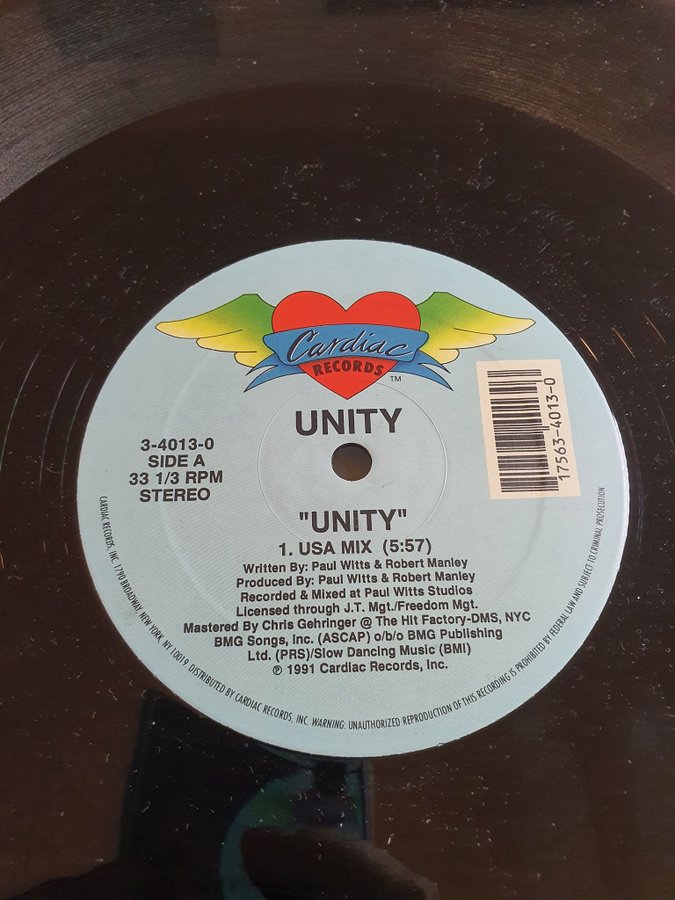 Cardiac
RECORDS ™
UNITY
3-4013-0
SIDE A
33 1/3 RPM
STEREO
17563-4013-0
"UNITY"
1. USA MIX (5:57)
Written By: Paul Witts & Robert Manley
Produced By: Paul Witts & Robert Manley
Recorded & Mixed at Paul Witts Studios
Licensed through J.T. Mgt./Freedom Mgt.
Mastered By Chris Gehringer @ The Hit Factory-DMS, NYC
BMG Songs, Inc. (ASCAP) o/b/o BMG Publishing
Ltd. (PRS)/Slow Dancing Music (BMI)
℗ 1991 Cardiac Records, Inc.
CARDIAC RECORDS, INC. 1790 BROADWAY, NEW YORK, NY 10019. DISTRIBUTED BY CARDIAC RECORDS, INC. WARNING: UNAUTHORIZED REPRODUCTION OF THIS RECORDING IS PROHIBITED BY FEDERAL LAW AND SUBJECT TO CRIMINAL PROSECUTION